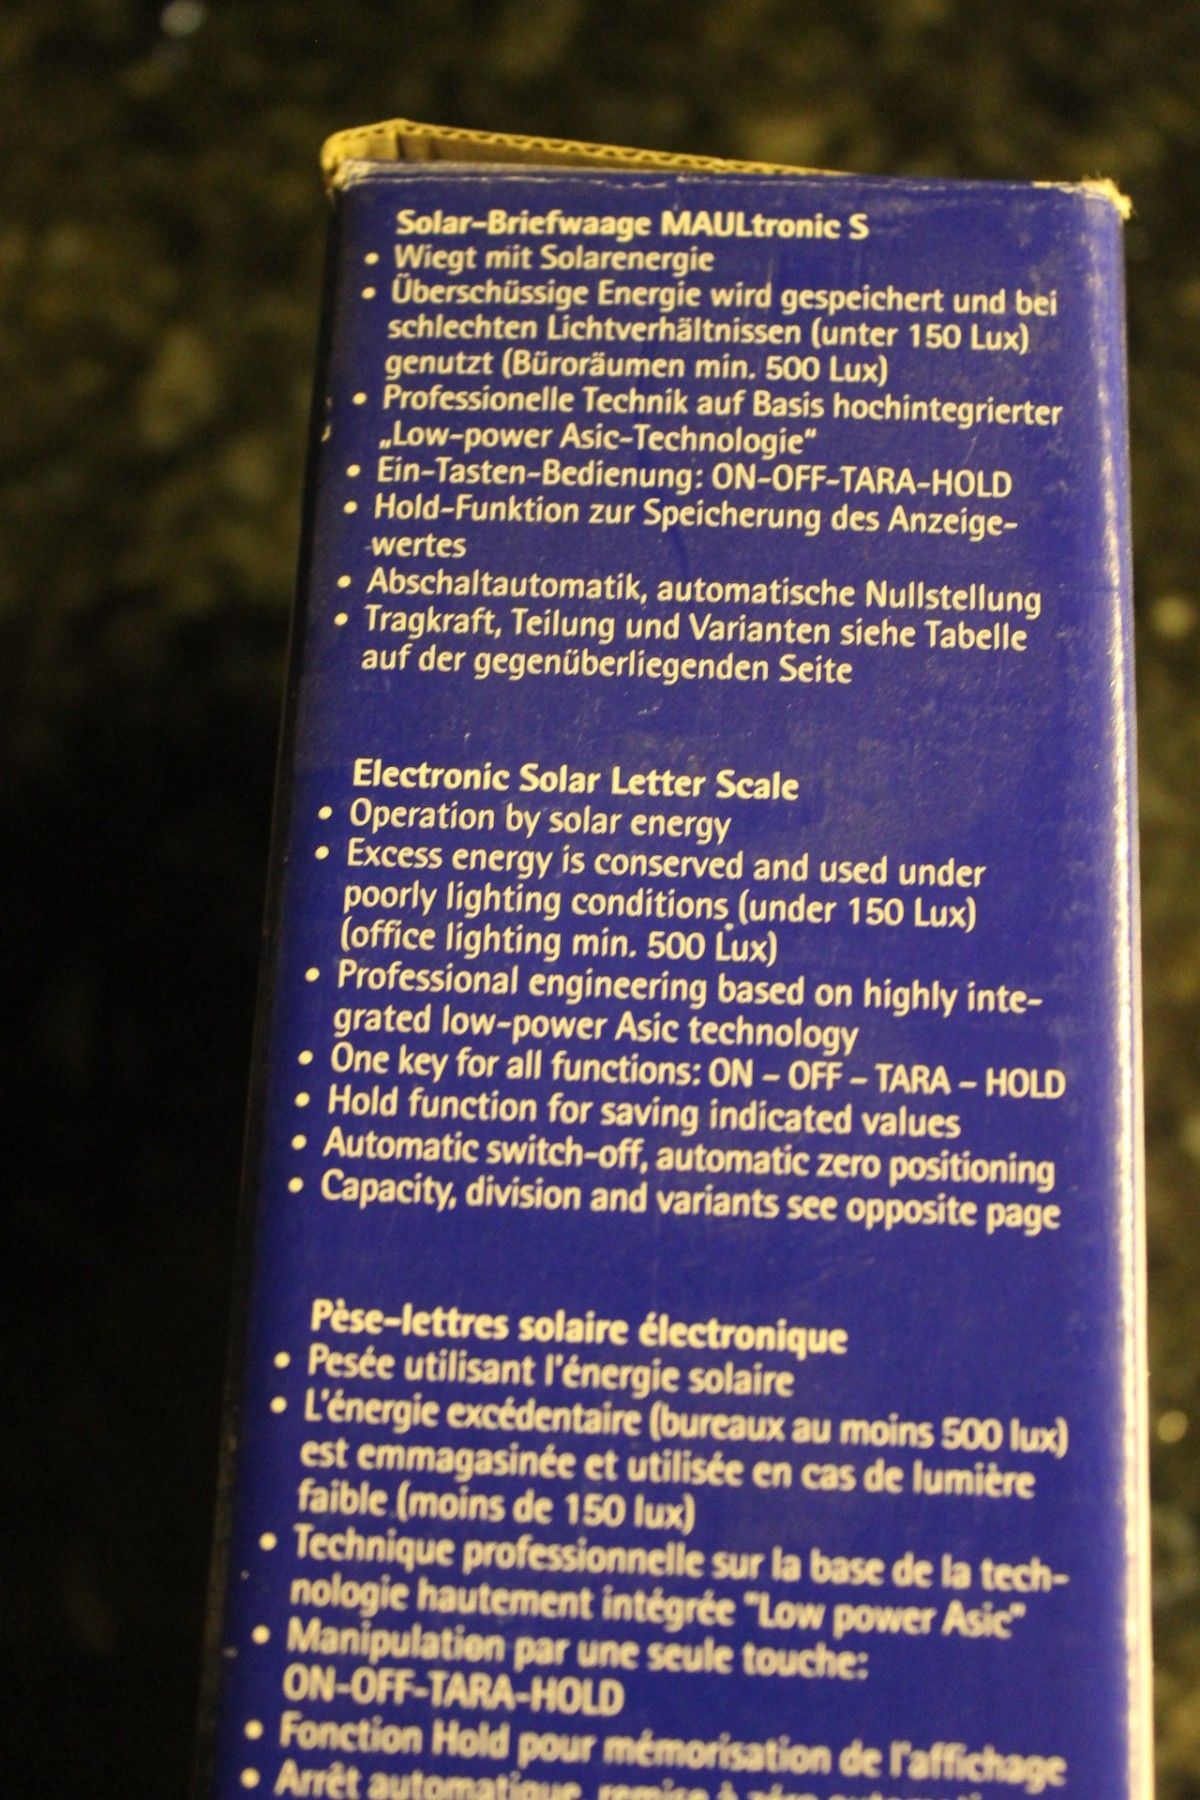 Solar-Briefwaage MAULtronic S
• Wiegt mit Solarenergie
• Überschüssige Energie wird gespeichert und bei
schlechten Lichtverhältnissen (unter 150 Lux)
genutzt (Büroräumen min. 500 Lux)
• Professionelle Technik auf Basis hochintegrierter
„Low-power Asic-Technologie“
• Ein-Tasten-Bedienung: ON-OFF-TARA-HOLD
• Hold-Funktion zur Speicherung des Anzeige-
wertes
• Abschaltautomatik, automatische Nullstellung
• Tragkraft, Teilung und Varianten siehe Tabelle
auf der gegenüberliegenden Seite
Electronic Solar Letter Scale
• Operation by solar energy
• Excess energy is conserved and used under
poorly lighting conditions (under 150 Lux)
(office lighting min. 500 Lux)
• Professional engineering based on highly inte-
grated low-power Asic technology
• One key for all functions: ON – OFF – TARA – HOLD
• Hold function for saving indicated values
• Automatic switch-off, automatic zero positioning
• Capacity, division and variants see opposite page
Pèse-lettres solaire électronique
• Pesée utilisant l'énergie solaire
• L'énergie excédentaire (bureaux au moins 500 lux)
est emmagasinée et utilisée en cas de lumière
faible (moins de 150 lux)
• Technique professionnelle sur la base de la tech-
nologie hautement intégrée "Low power Asic"
• Manipulation par une seule touche:
ON-OFF-TARA-HOLD
• Fonction Hold pour mémorisation de l'affichage
• Arrêt automatique, remise à zéro